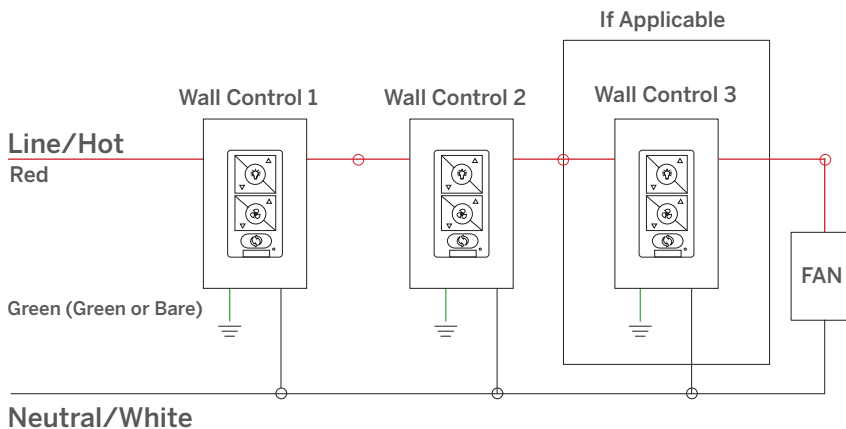 If Applicable
Wall Control 1
Wall Control 2
Wall Control 3
Line/Hot
Red
FAN
Green (Green or Bare)
Neutral/White